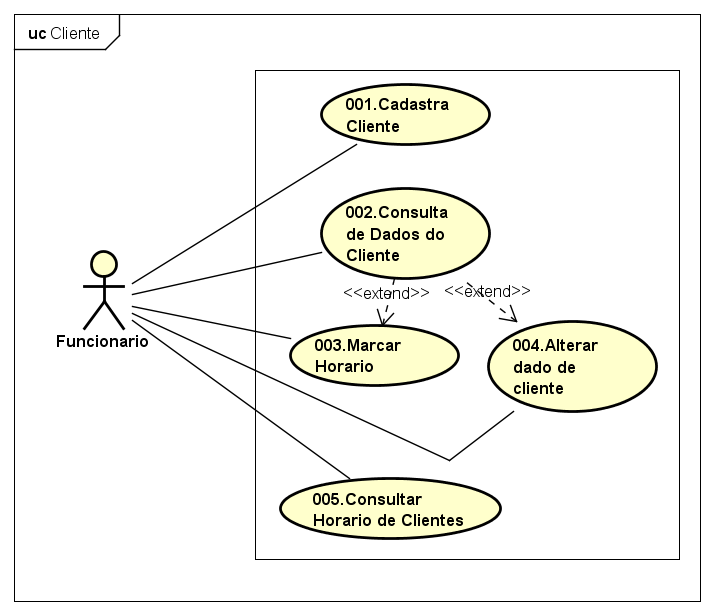 uc Cliente
001.Cadastra
Cliente
002.Consulta
de Dados do
Cliente
<<extend>>
<<extend>>
Funcionario
003.Marcar
Horario
004.Alterar
dado de
cliente
005.Consultar
Horario de Clientes